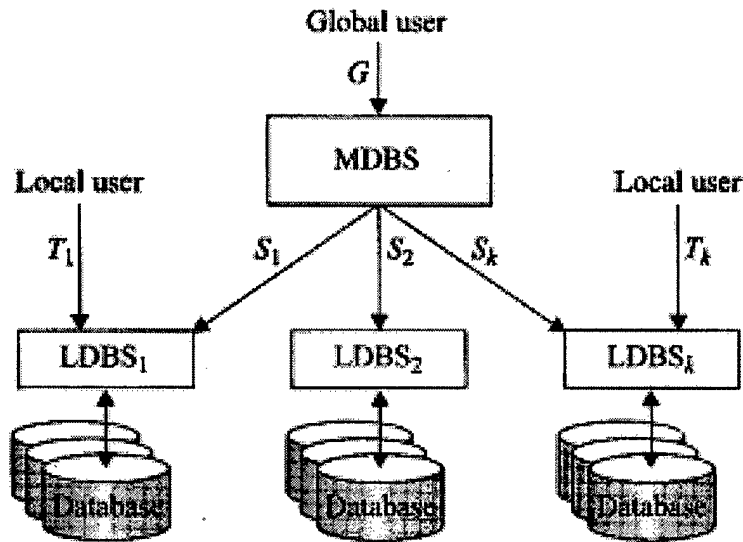 Global user
G
MDBS
Local user
Local user
T₁
S₁
S₂
Sₖ
Tₖ
LDBS₁
LDBS₂
LDBSₖ
Database
Database
Database